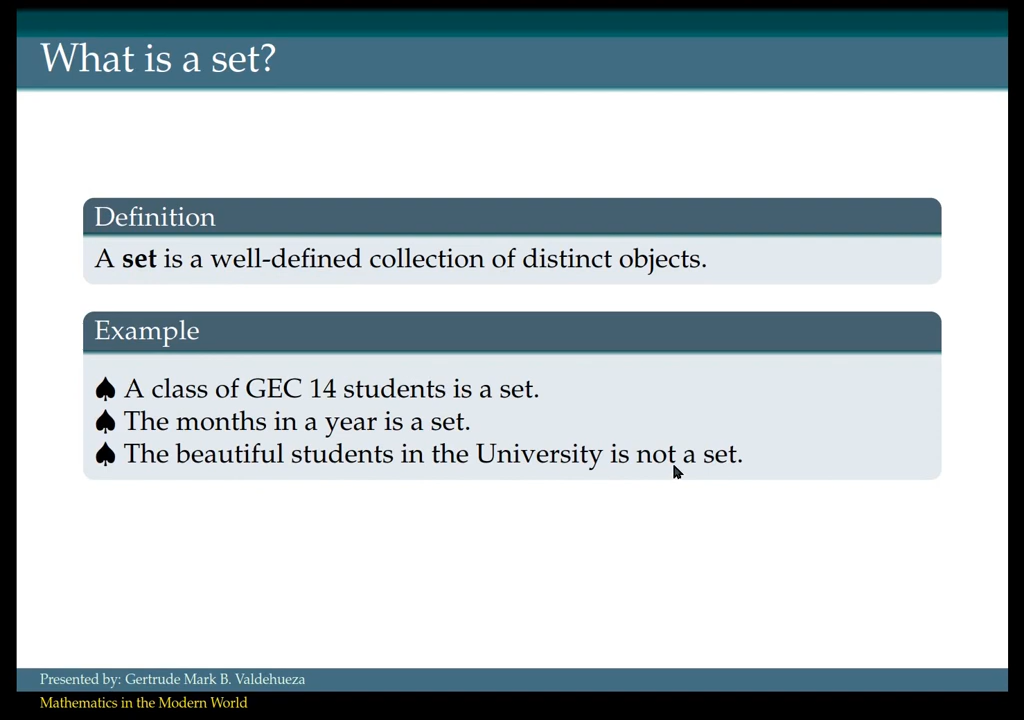 What is a set?
Definition
A set is a well-defined collection of distinct objects.
Example
♠ A class of GEC 14 students is a set.
♠ The months in a year is a set.
♠ The beautiful students in the University is not a set.
Presented by: Gertrude Mark B. Valdehueza
Mathematics in the Modern World